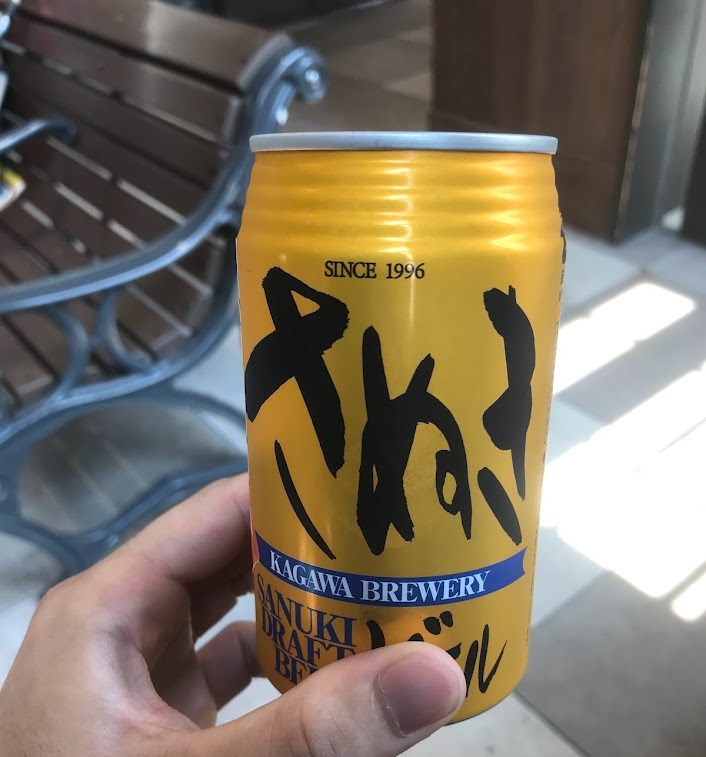 SINCE 1996
さぬき
KAGAWA BREWERY
SANUKI
DRAFT
ビール